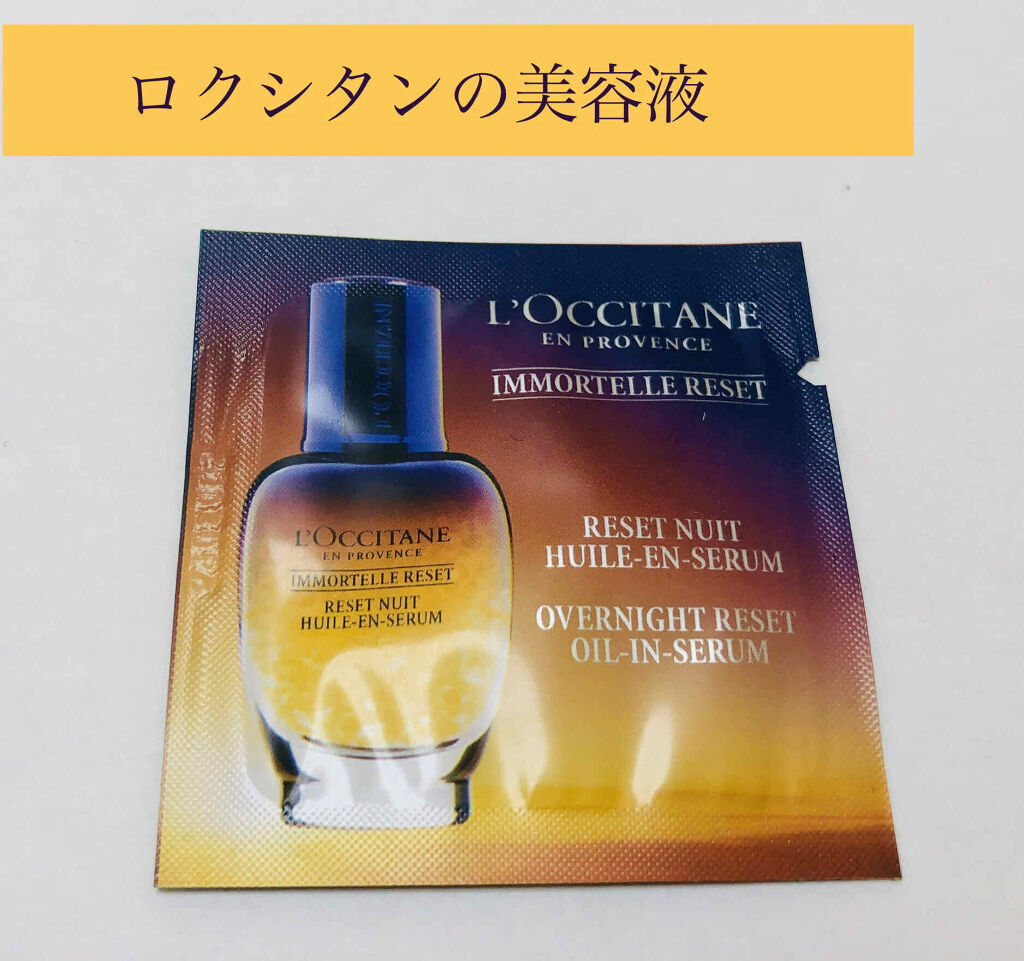 ロクシタンの美容液
L'OCCITANE
EN PROVENCE
IMMORTELLE RESET
RESET NUIT
HUILE-EN-SERUM
OVERNIGHT RESET
OIL-IN-SERUM
L'OCCITANE
L'OCCITANE
EN PROVENCE
IMMORTELLE RESET
RESET NUIT
HUILE-EN-SERUM